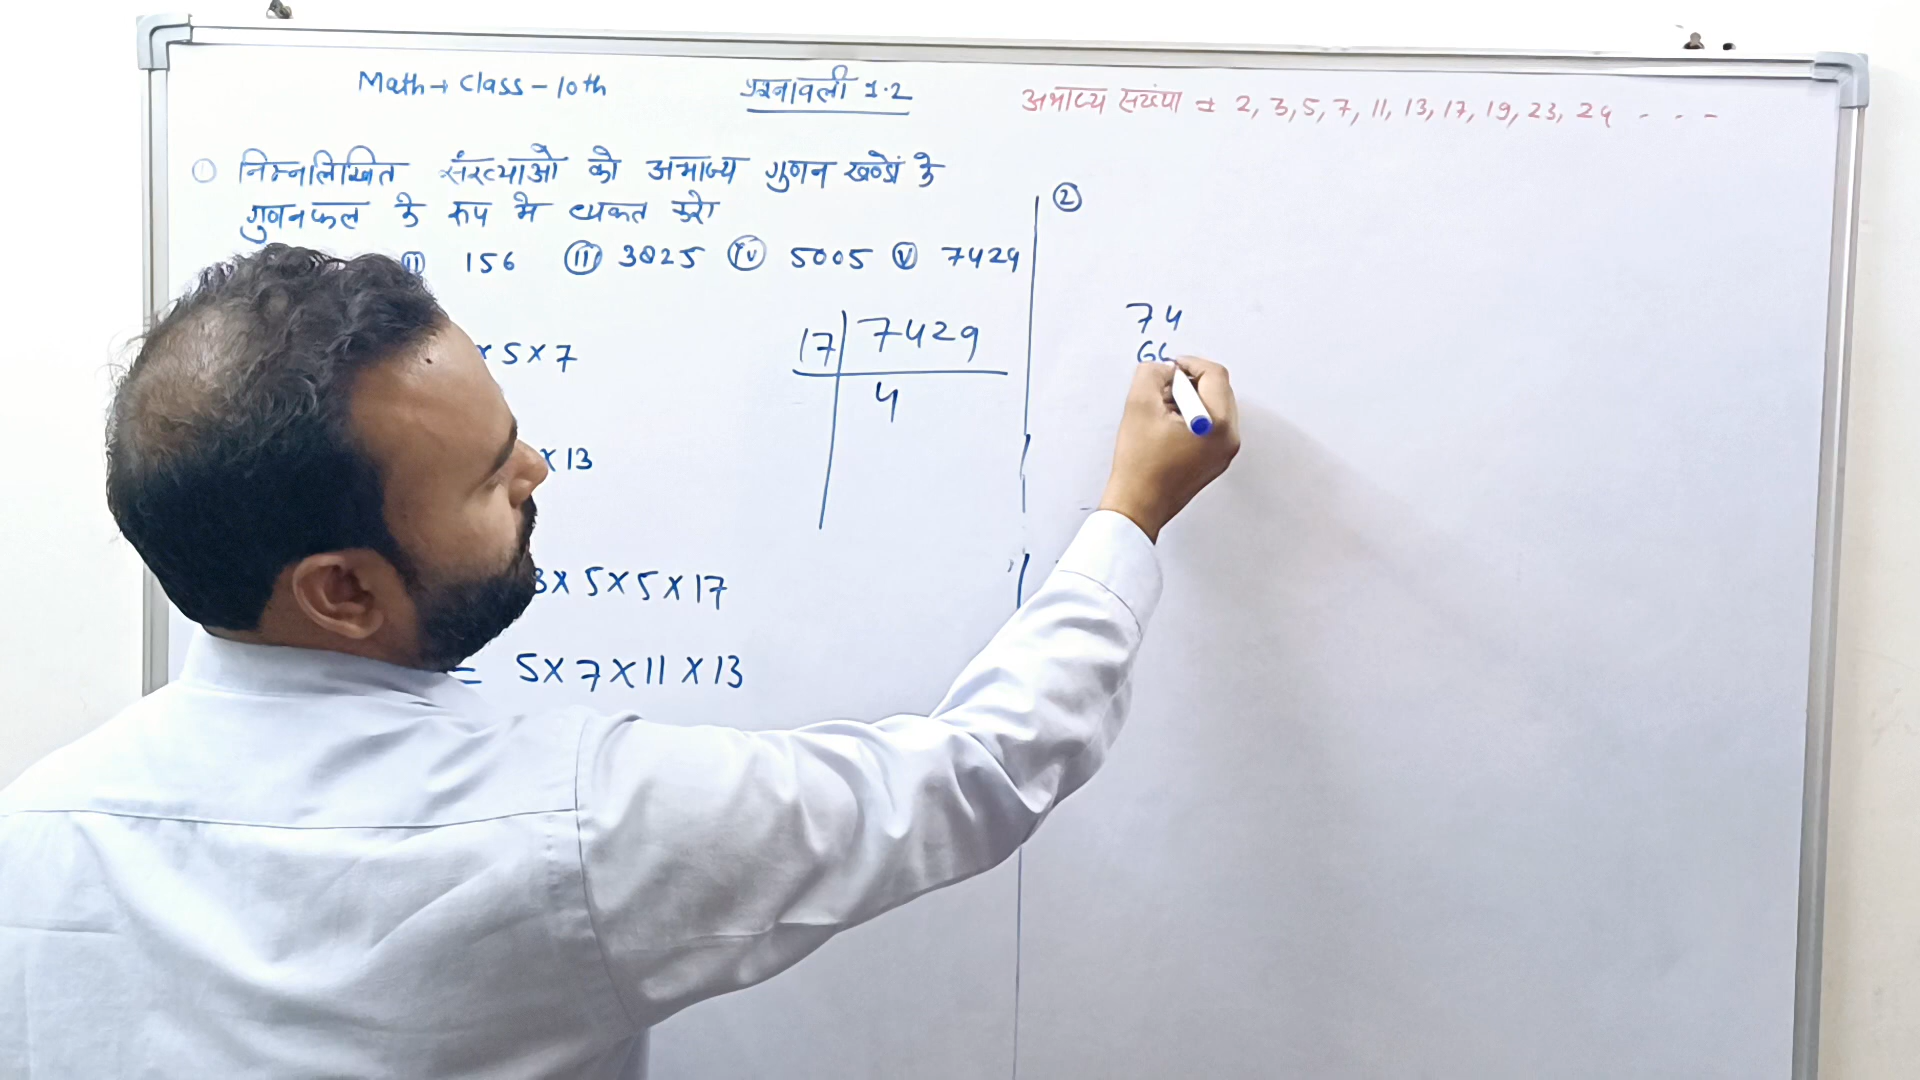 Math → Class - 10th
प्रश्नावली 1.2
अभाज्य संख्या = 2, 3, 5, 7, 11, 13, 17, 19, 23, 29 - - -
① निम्नलिखित संख्याओ को अभाज्य गुणन खण्डों के
गुणनफल के रूप मे व्यक्त करो
ⅱ 156 ⅲ 3825 ⅳ 5005 ⅴ 7429
× 5 × 7
× 13
3 × 5 × 5 × 17
= 5 × 7 × 11 × 13
17 7429
4
②
74